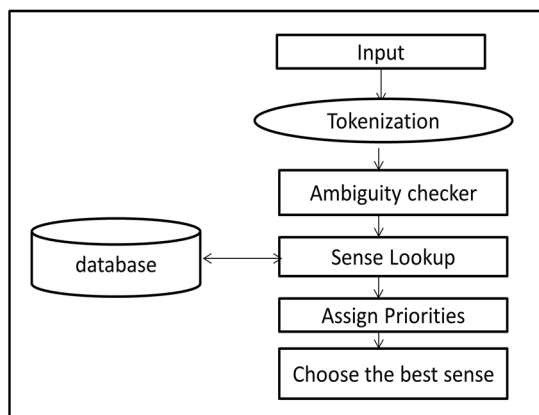 Input
Tokenization
Ambiguity checker
database
Sense Lookup
Assign Priorities
Choose the best sense